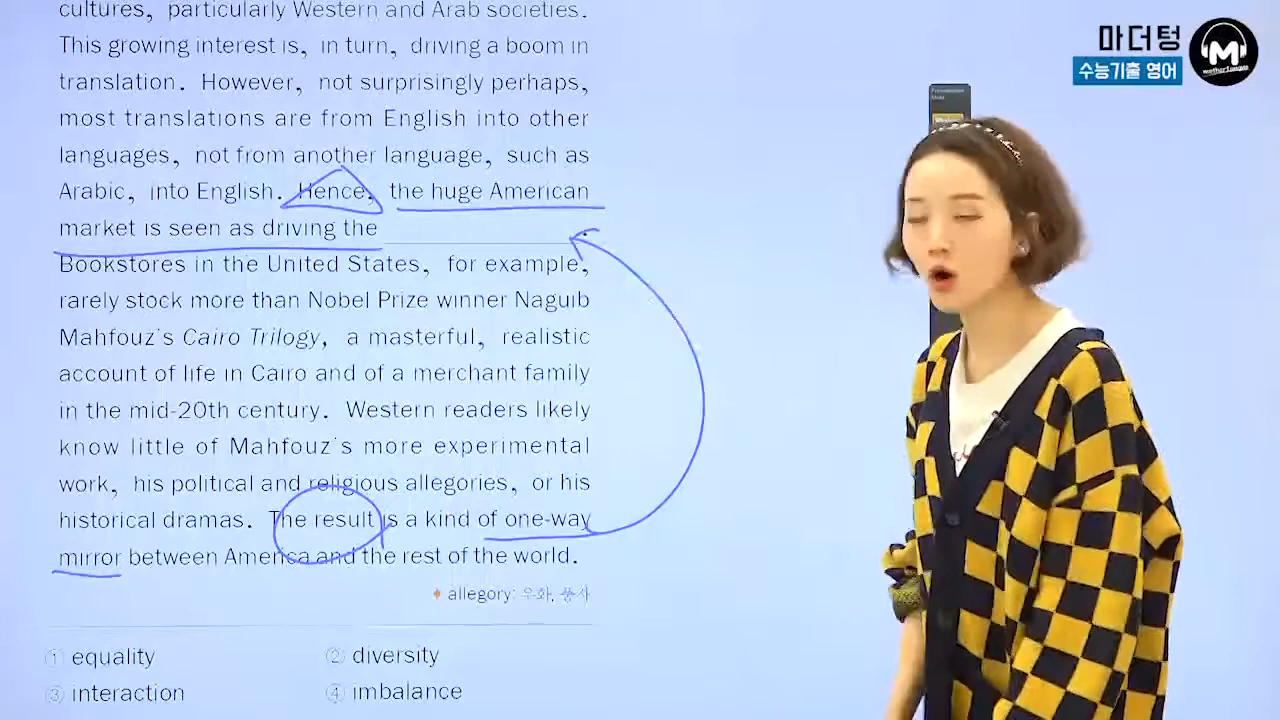 cultures, particularly Western and Arab societies.
This growing interest is, in turn, driving a boom in
translation. However, not surprisingly perhaps,
most translations are from English into other
languages, not from another language, such as
Arabic, into English. Hence, the huge American
market is seen as driving the
Bookstores in the United States, for example,
rarely stock more than Nobel Prize winner Naguib
Mahfouz's Cairo Trilogy, a masterful, realistic
account of life in Cairo and of a merchant family
in the mid-20th century. Western readers likely
know little of Mahfouz's more experimental
work, his political and religious allegories, or his
historical dramas. The result is a kind of one-way
mirror between America and the rest of the world.
allegory: 우화, 풍자
① equality
② diversity
③ interaction
④ imbalance
마더텅
수능기출 영어
M